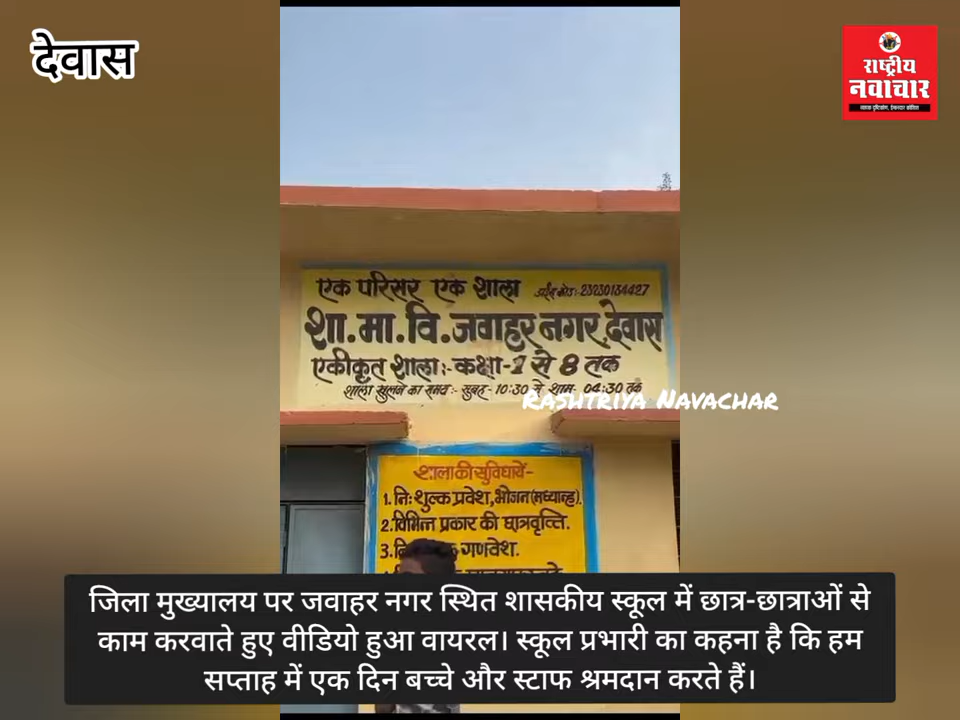 देवास
राष्ट्रीय
नवाचार
एक परिसर एक शाला
शा.मा.वि.जवाहर नगर,देवास
एकीकृत शाला:- कक्षा-1 से 8 तक
शाला खुलने का समय:- सुबह- 10:30 से शाम- 04:30 तक
RASHTRIYA NAVACHAR
शाला की सुविधायें-
1. निःशुल्क प्रवेश, भोजन (मध्यान्ह).
2. विभिन्न प्रकार की छात्रवृत्ति.
3. गणवेश.
जिला मुख्यालय पर जवाहर नगर स्थित शासकीय स्कूल में छात्र-छात्राओं से
काम करवाते हुए वीडियो हुआ वायरल। स्कूल प्रभारी का कहना है कि हम
सप्ताह में एक दिन बच्चे और स्टाफ श्रमदान करते हैं।